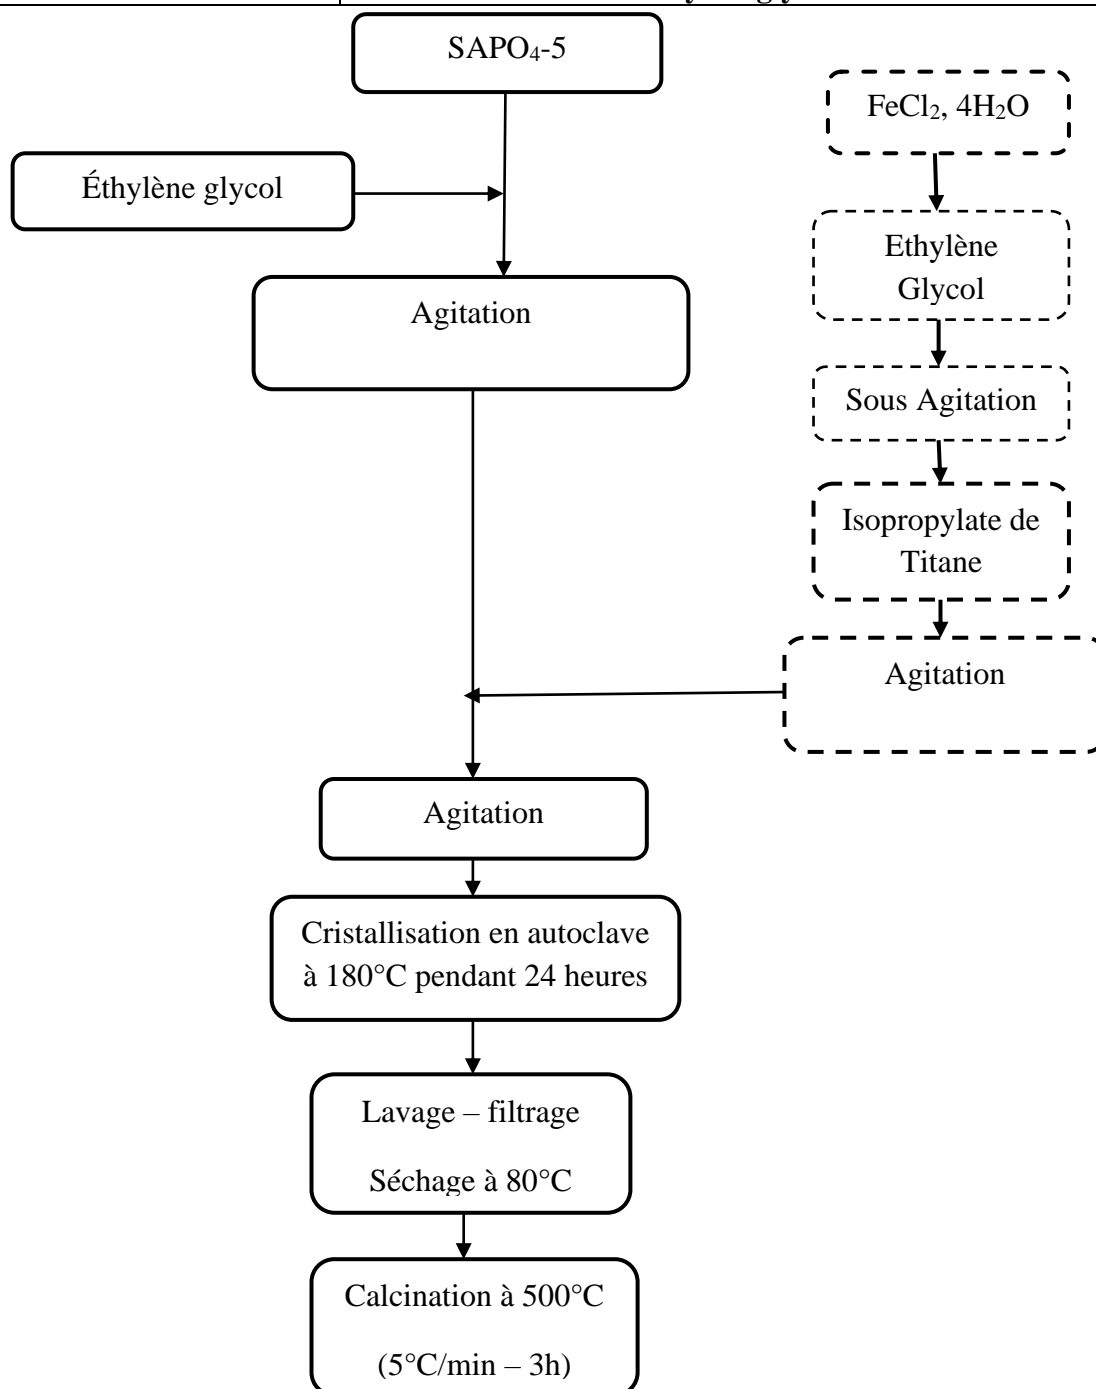 SAPO₄-5
FeCl₂, 4H₂O
Éthylène glycol
Ethylène
Glycol
Agitation
Sous Agitation
Isopropylate de
Titane
Agitation
Agitation
Cristallisation en autoclave
à 180°C pendant 24 heures
Lavage – filtrage
Séchage à 80°C
Calcination à 500°C
(5°C/min – 3h)